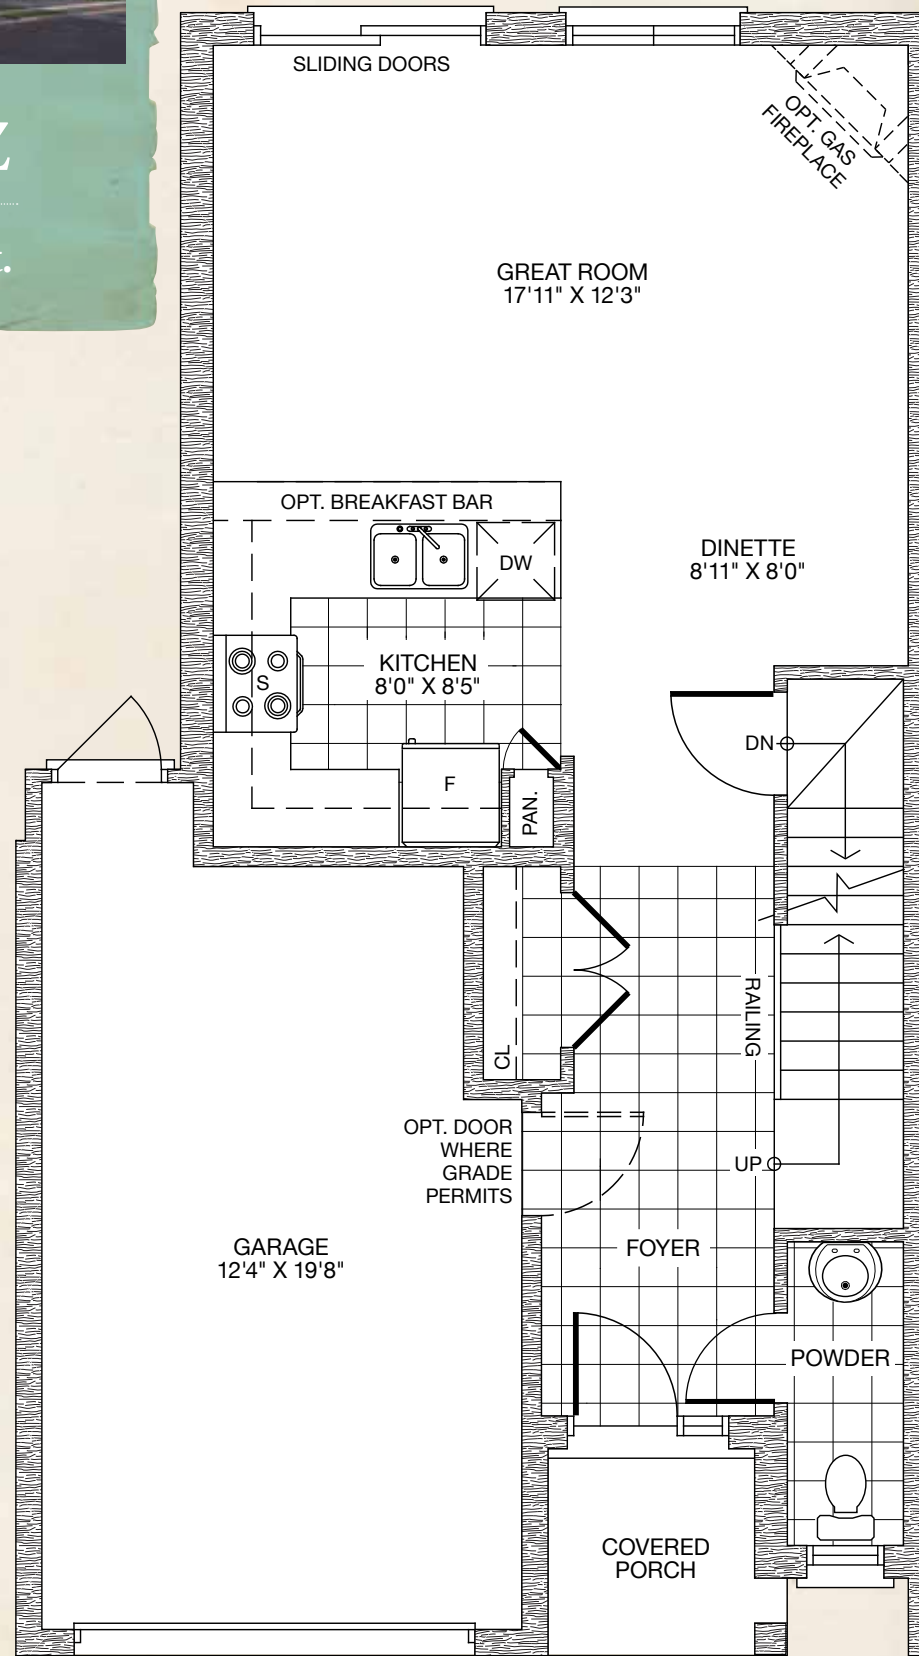 SLIDING DOORS
OPT. GAS
FIREPLACE
GREAT ROOM
17'11" X 12'3"
OPT. BREAKFAST BAR
DW
DINETTE
8'11" X 8'0"
KITCHEN
8'0" X 8'5"
S
DN
F
PAN.
RAILING
CL
OPT. DOOR
WHERE
GRADE
PERMITS
UP
FOYER
GARAGE
12'4" X 19'8"
POWDER
COVERED
PORCH